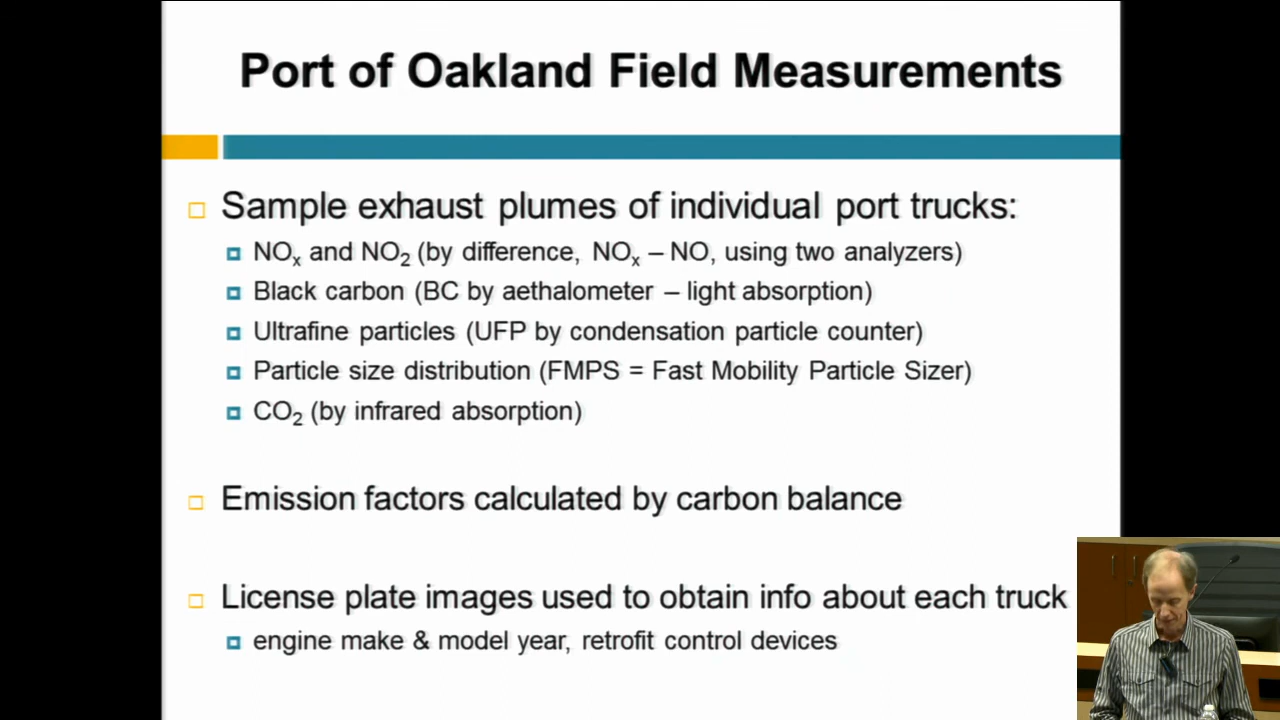 Port of Oakland Field Measurements
Sample exhaust plumes of individual port trucks:
NOx and NO2 (by difference, NOx – NO, using two analyzers)
Black carbon (BC by aethalometer – light absorption)
Ultrafine particles (UFP by condensation particle counter)
Particle size distribution (FMPS = Fast Mobility Particle Sizer)
CO2 (by infrared absorption)
Emission factors calculated by carbon balance
License plate images used to obtain info about each truck
engine make & model year, retrofit control devices